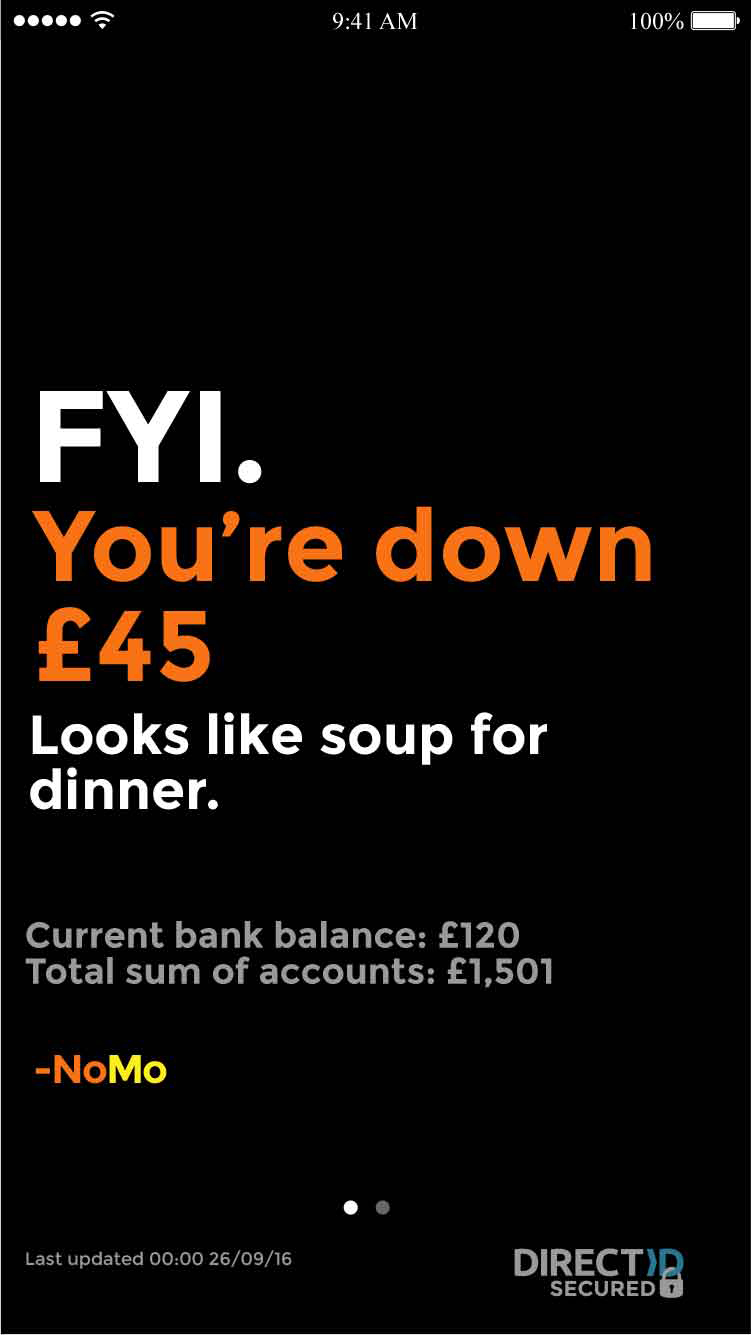 9:41 AM 100%
FYI.
You’re down
£45
Looks like soup for
dinner.
Current bank balance: £120
Total sum of accounts: £1,501
-NoMo
Last updated 00:00 26/09/16
DIRECTID
SECURED